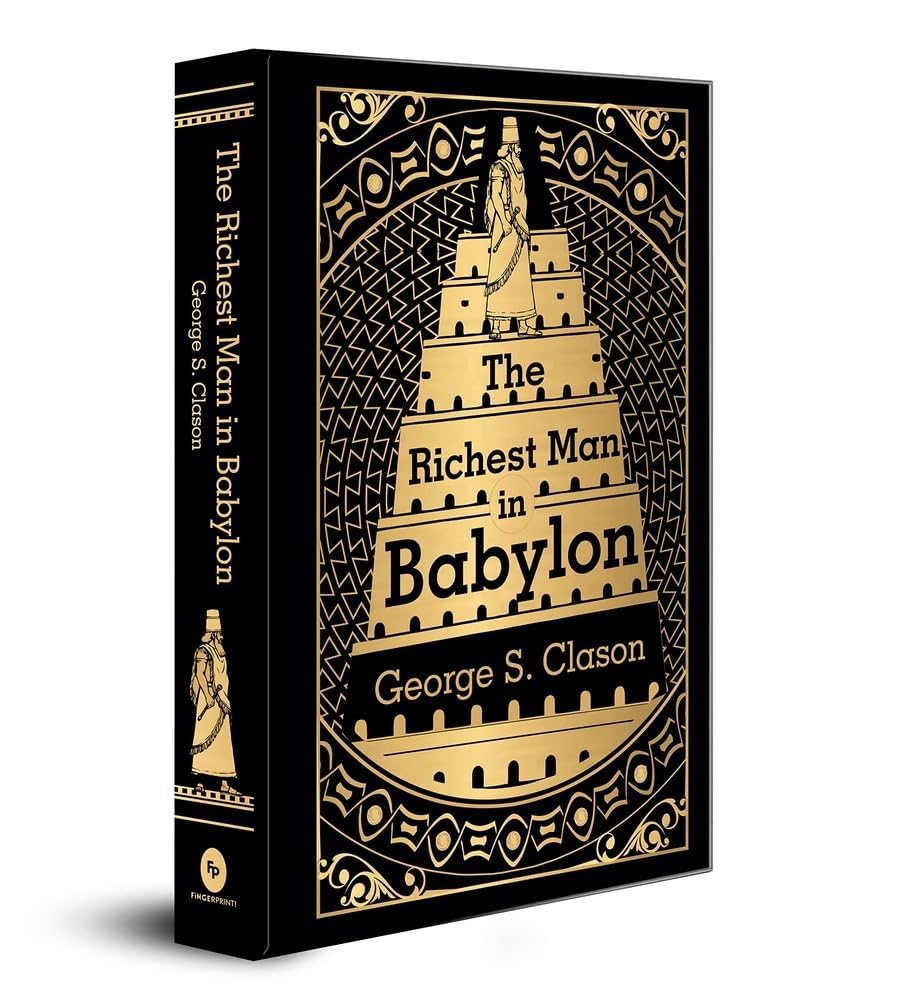 The Richest Man in Babylon
George S. Clason
FP
FiNGERPRINT!
The
Richest Man
in
Babylon
George S. Clason